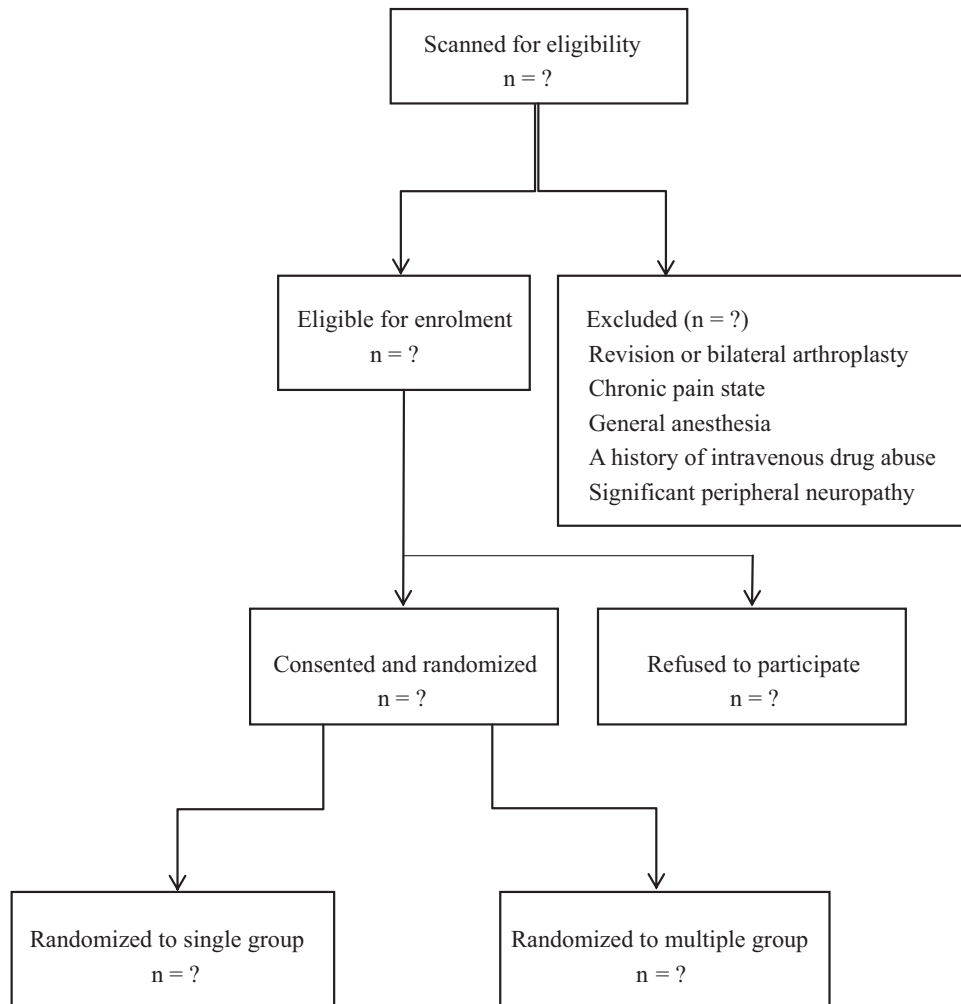 Scanned for eligibility
n = ?
Eligible for enrolment
n = ?
Excluded (n = ?)
Revision or bilateral arthroplasty
Chronic pain state
General anesthesia
A history of intravenous drug abuse
Significant peripheral neuropathy
Consented and randomized
n = ?
Refused to participate
n = ?
Randomized to single group
n = ?
Randomized to multiple group
n = ?